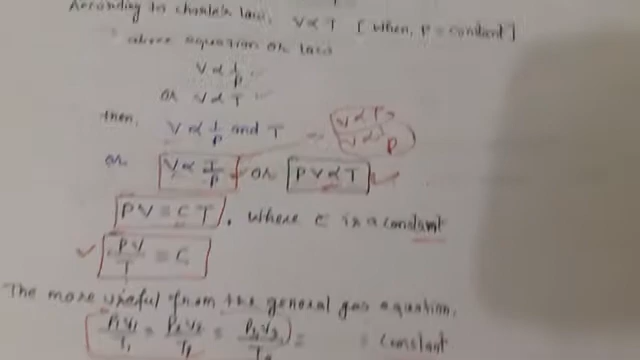 According to charles law, V ∝ T [ when, P = constant ]
above equation or law
V ∝ 1/P
or V ∝ T
then, V ∝ 1/P and T
V ∝ T
V ∝ P
or V ∝ T/P or PV ∝ T
PV = C T, where c is a constant
PV/T = C
The more useful from the general gas equation,
P₁V₁/T₁ = P₂V₂/T₂ = P₃V₃/T₃ = constant